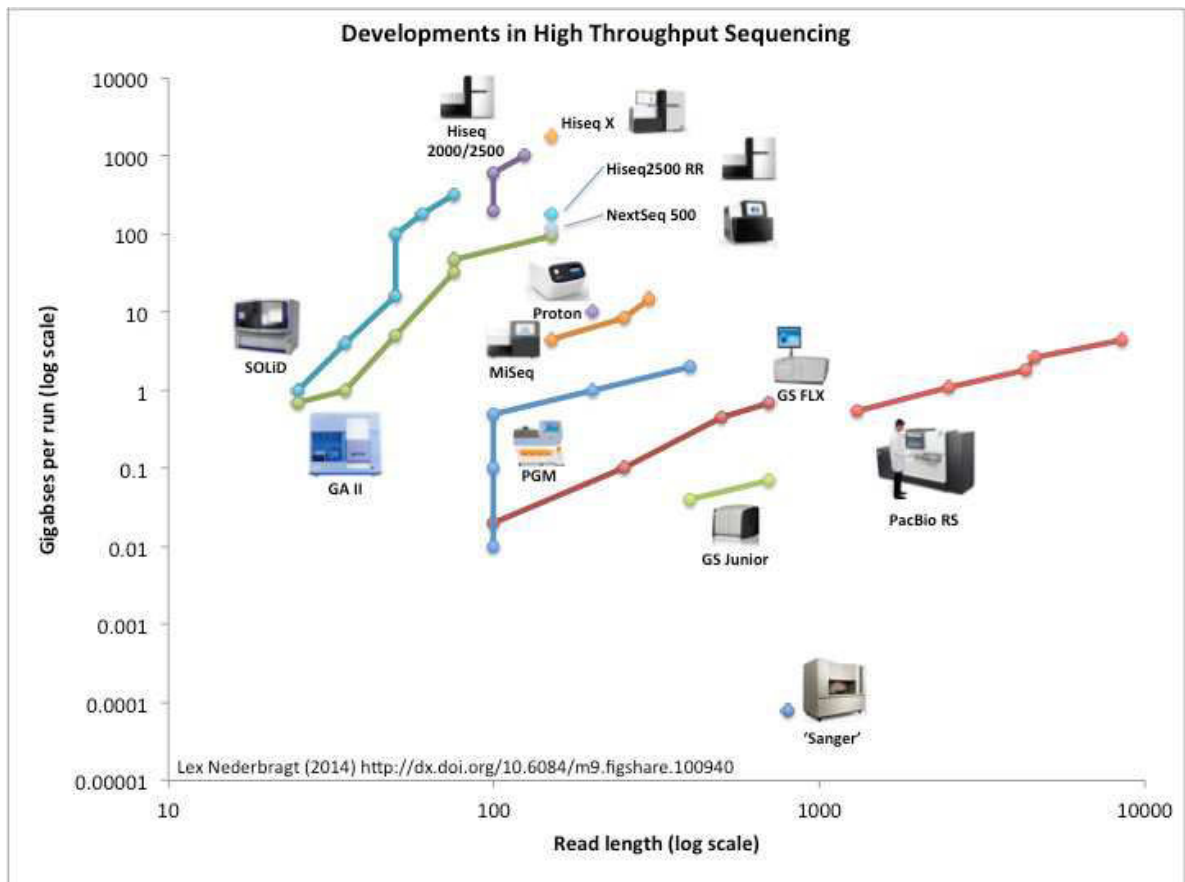 Developments in High Throughput Sequencing
10000
1000
100
10
1
0.1
0.01
0.001
0.0001
0.00001
Gigabses per run (log scale)
Hiseq
2000/2500
Hiseq X
Hiseq2500 RR
NextSeq 500
Proton
SOLiD
MiSeq
GS FLX
GA II
PGM
PacBio RS
GS Junior
'Sanger'
Lex Nederbragt (2014) http://dx.doi.org/10.6084/m9.figshare.100940
10
100
1000
10000
Read length (log scale)